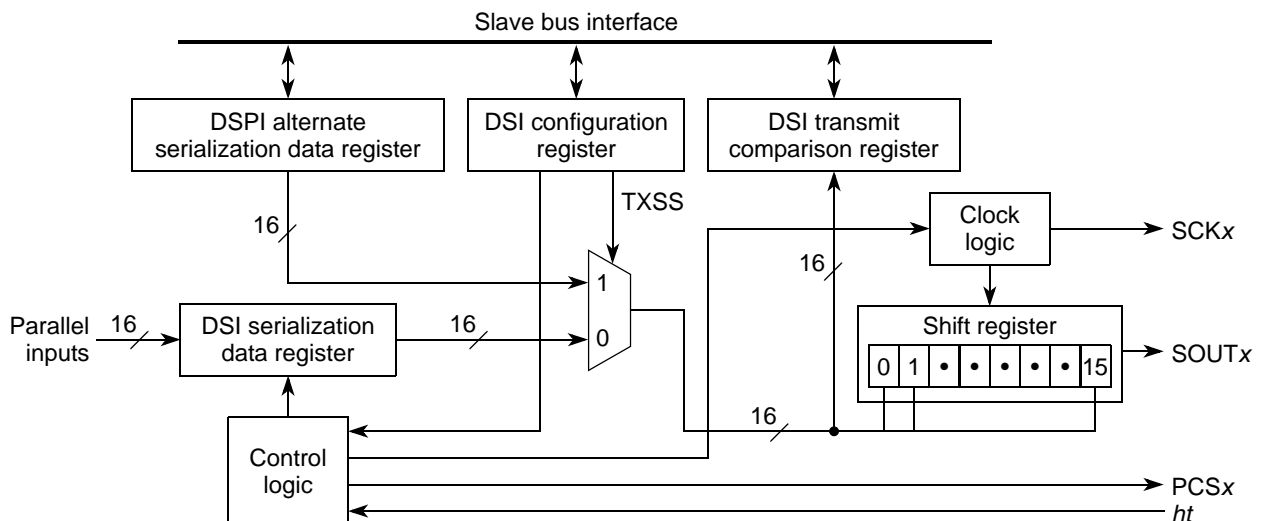 Slave bus interface
DSPI alternate
serialization data register
DSI configuration
register
DSI transmit
comparison register
TXSS
16
Clock
logic
SCKx
16
1
Parallel
inputs
16
DSI serialization
data register
16
0
Shift register
0 1 • • • • • 15
SOUTx
16
Control
logic
PCSx
ht